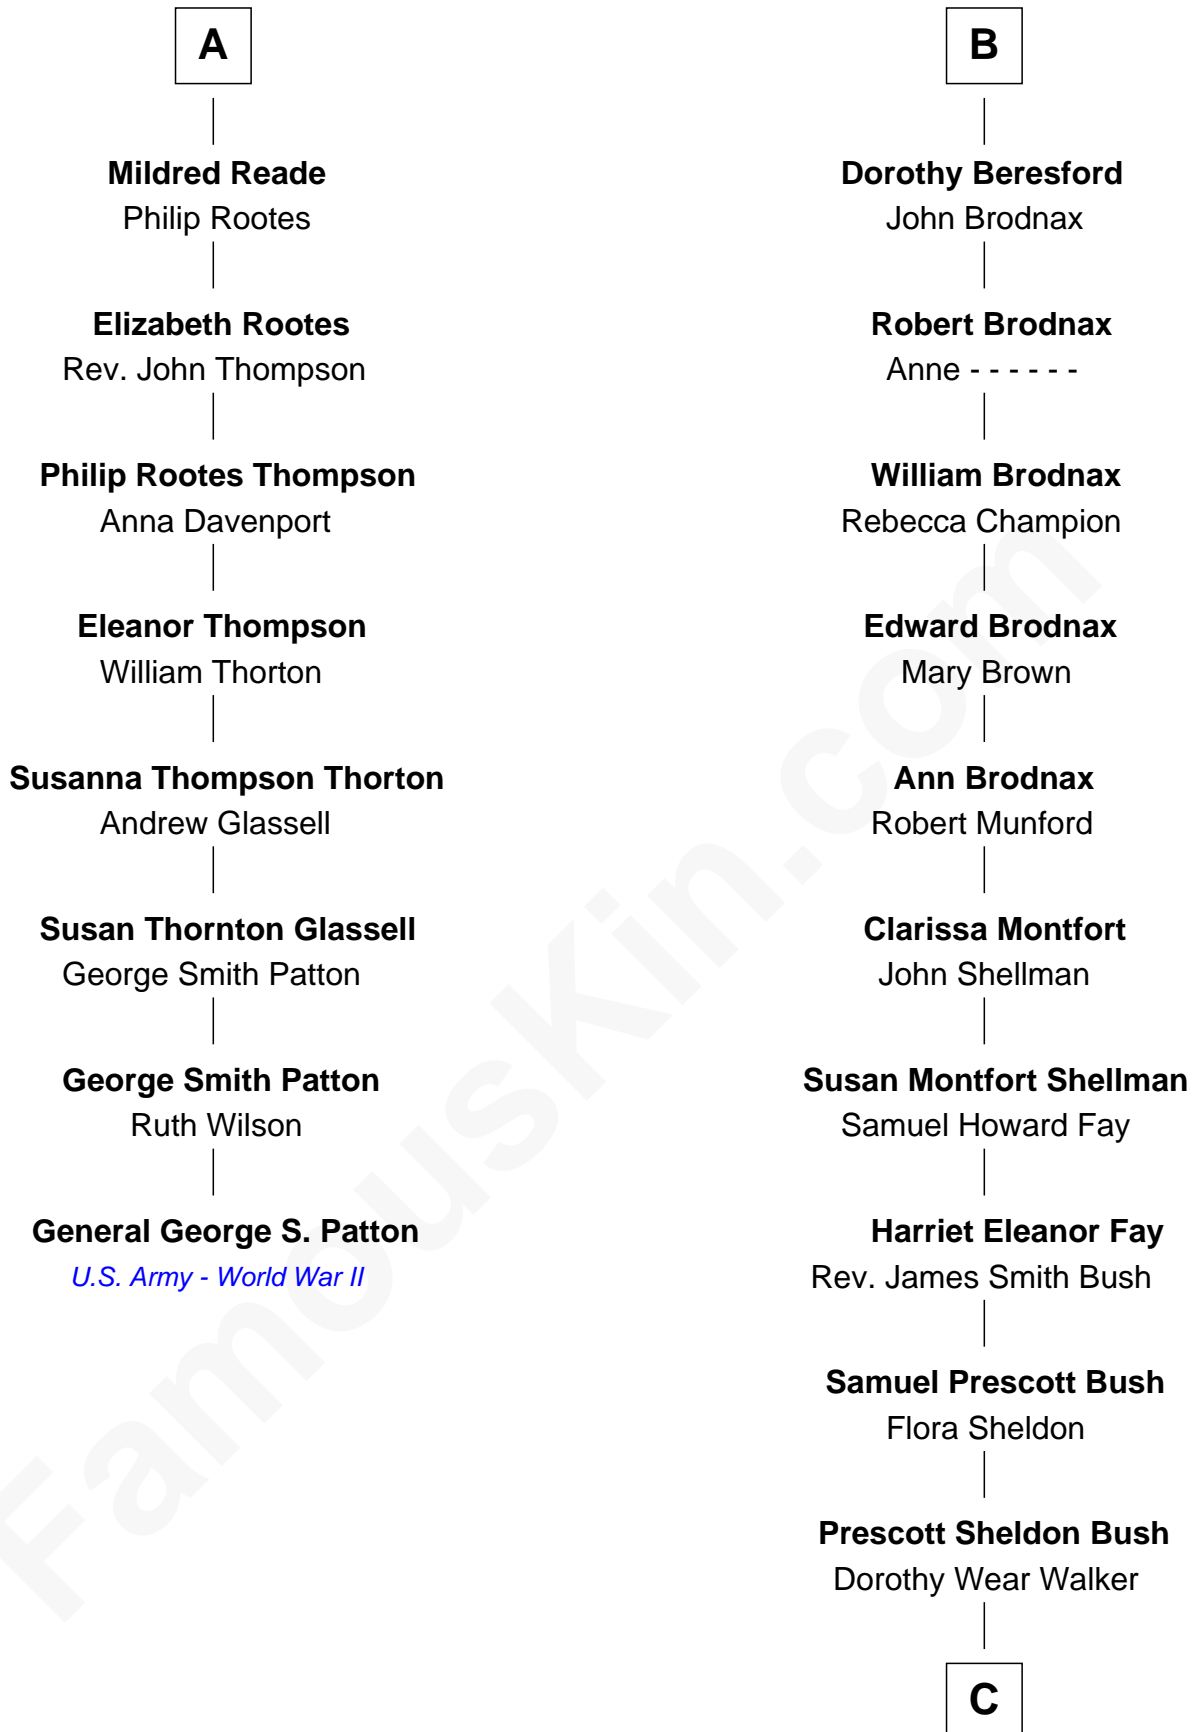 A
Mildred Reade
Philip Rootes
Elizabeth Rootes
Rev. John Thompson
Philip Rootes Thompson
Anna Davenport
Eleanor Thompson
William Thorton
Susanna Thompson Thorton
Andrew Glassell
Susan Thornton Glassell
George Smith Patton
George Smith Patton
Ruth Wilson
General George S. Patton
U.S. Army - World War II
B
Dorothy Beresford
John Brodnax
Robert Brodnax
Anne - - - - - -
William Brodnax
Rebecca Champion
Edward Brodnax
Mary Brown
Ann Brodnax
Robert Munford
Clarissa Montfort
John Shellman
Susan Montfort Shellman
Samuel Howard Fay
Harriet Eleanor Fay
Rev. James Smith Bush
Samuel Prescott Bush
Flora Sheldon
Prescott Sheldon Bush
Dorothy Wear Walker
C
FamousKin.com